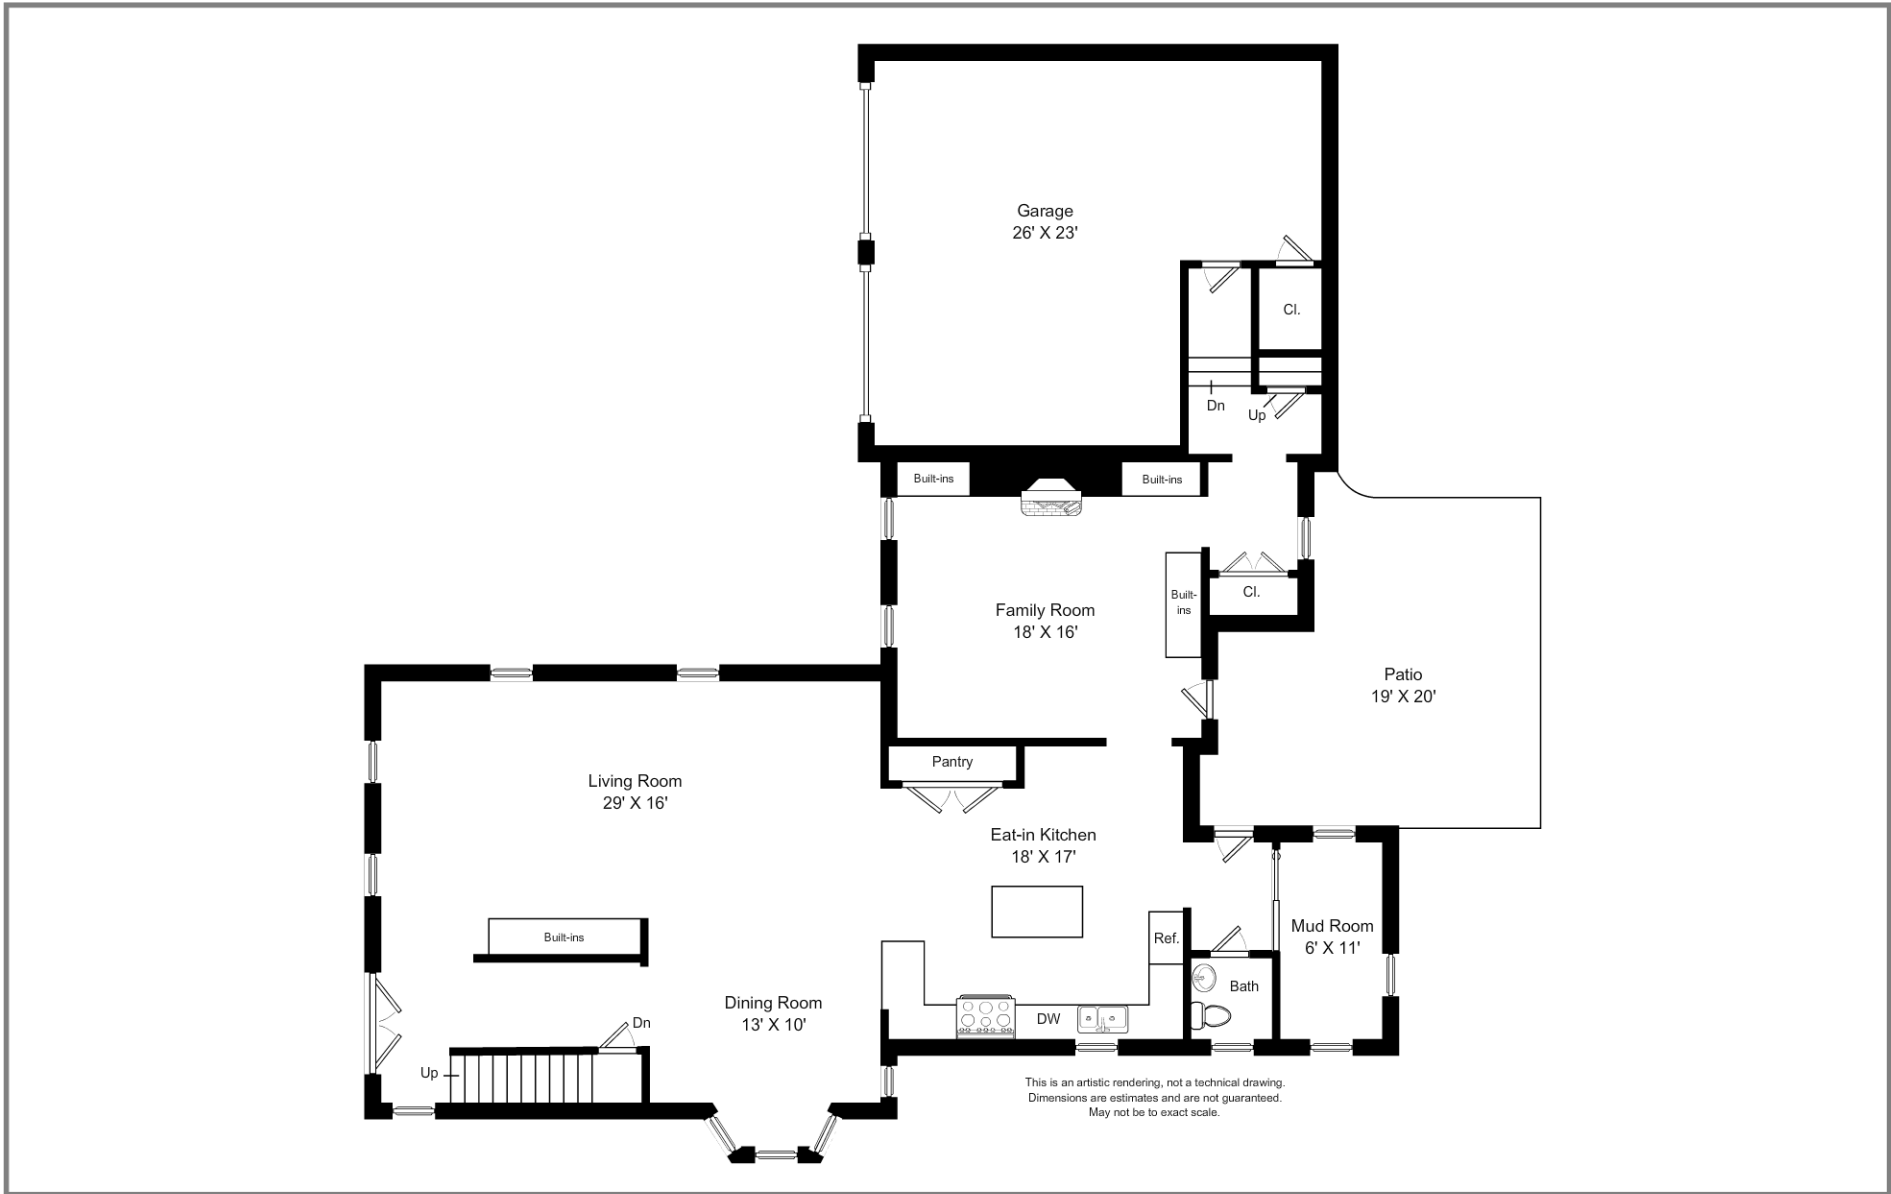 Garage
26' X 23'
Cl.
Dn
Up
Built-ins
Built-ins
Family Room
18' X 16'
Built-
ins
Cl.
Patio
19' X 20'
Pantry
Living Room
29' X 16'
Eat-in Kitchen
18' X 17'
Built-ins
Ref.
Mud Room
6' X 11'
Dining Room
13' X 10'
Bath
DW
Dn
Up
This is an artistic rendering, not a technical drawing.
Dimensions are estimates and are not guaranteed.
May not be to exact scale.